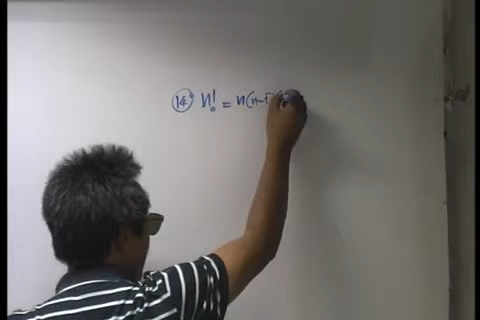 14 n! = n(n-1)